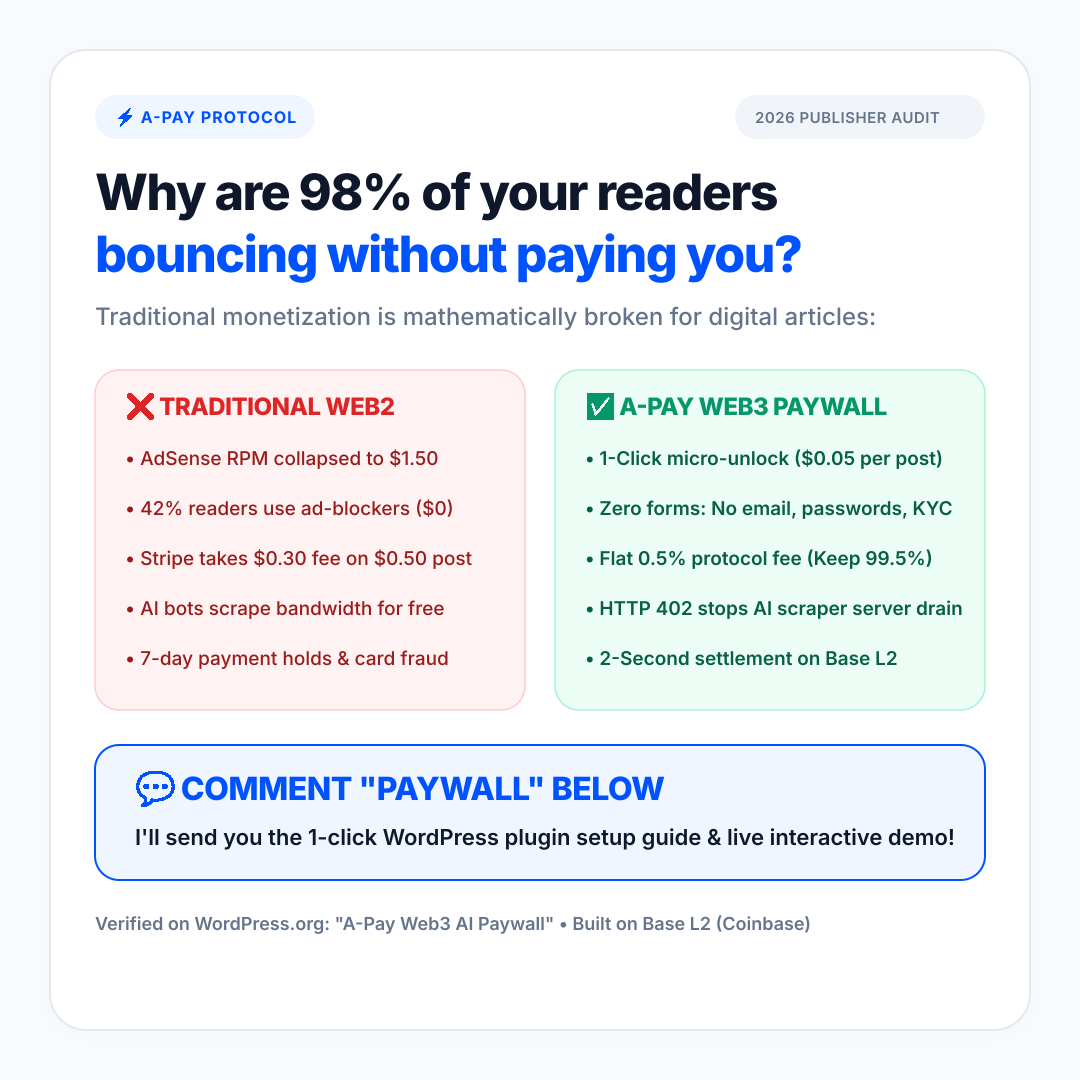 ⚡ A-PAY PROTOCOL
2026 PUBLISHER AUDIT
Why are 98% of your readers
bouncing without paying you?
Traditional monetization is mathematically broken for digital articles:
❌ TRADITIONAL WEB2
• AdSense RPM collapsed to $1.50
• 42% readers use ad-blockers ($0)
• Stripe takes $0.30 fee on $0.50 post
• AI bots scrape bandwidth for free
• 7-day payment holds & card fraud
✅ A-PAY WEB3 PAYWALL
• 1-Click micro-unlock ($0.05 per post)
• Zero forms: No email, passwords, KYC
• Flat 0.5% protocol fee (Keep 99.5%)
• HTTP 402 stops AI scraper server drain
• 2-Second settlement on Base L2
💬 COMMENT "PAYWALL" BELOW
I'll send you the 1-click WordPress plugin setup guide & live interactive demo!
Verified on WordPress.org: "A-Pay Web3 AI Paywall" • Built on Base L2 (Coinbase)